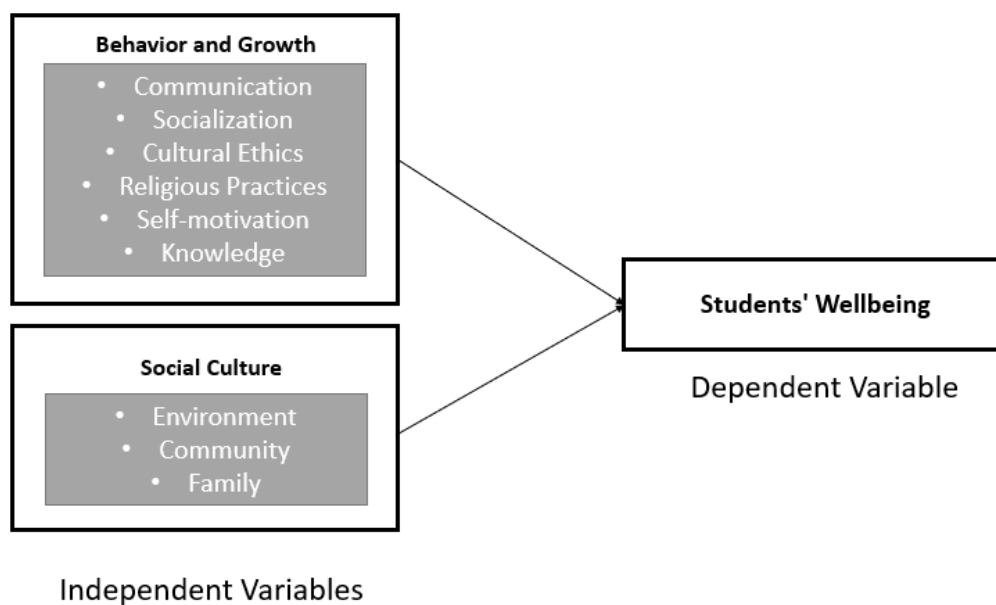 Behavior and Growth
• Communication
• Socialization
• Cultural Ethics
• Religious Practices
• Self-motivation
• Knowledge
Social Culture
• Environment
• Community
• Family
Independent Variables
Students' Wellbeing
Dependent Variable